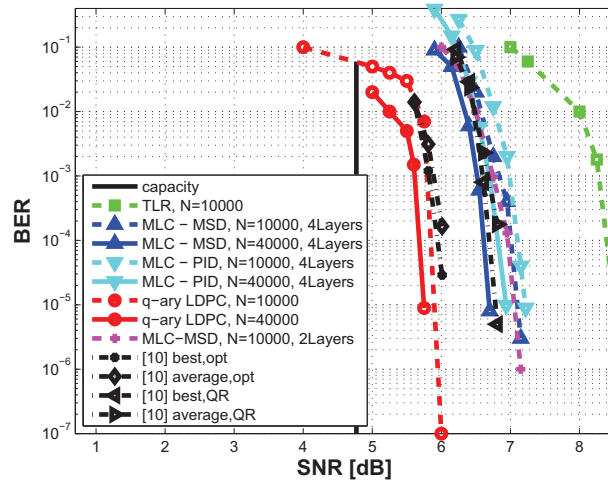 10⁻¹
10⁻²
10⁻³
10⁻⁴
10⁻⁵
10⁻⁶
10⁻⁷
BER
capacity
TLR, N=10000
MLC − MSD, N=10000, 4Layers
MLC − MSD, N=40000, 4Layers
MLC − PID, N=10000, 4Layers
MLC − PID, N=40000, 4Layers
q-ary LDPC, N=10000
q-ary LDPC, N=40000
MLC−MSD, N=10000, 2Layers
[10] best,opt
[10] average,opt
[10] best,QR
[10] average,QR
1 2 3 4 5 6 7 8
SNR [dB]